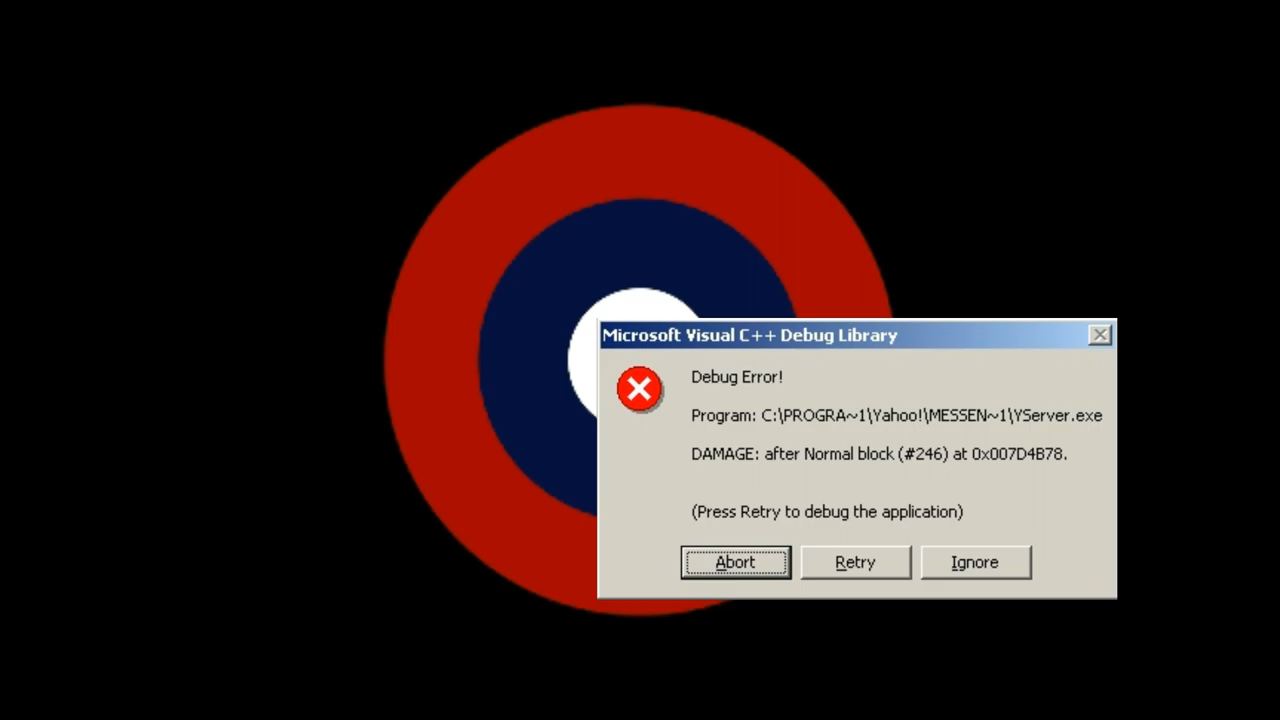 Microsoft Visual C++ Debug Library
Debug Error!
Program: C:\PROGRA~1\Yahoo!\MESSEN~1\YServer.exe
DAMAGE: after Normal block (#246) at 0x007D4B78.
(Press Retry to debug the application)
Abort Retry Ignore